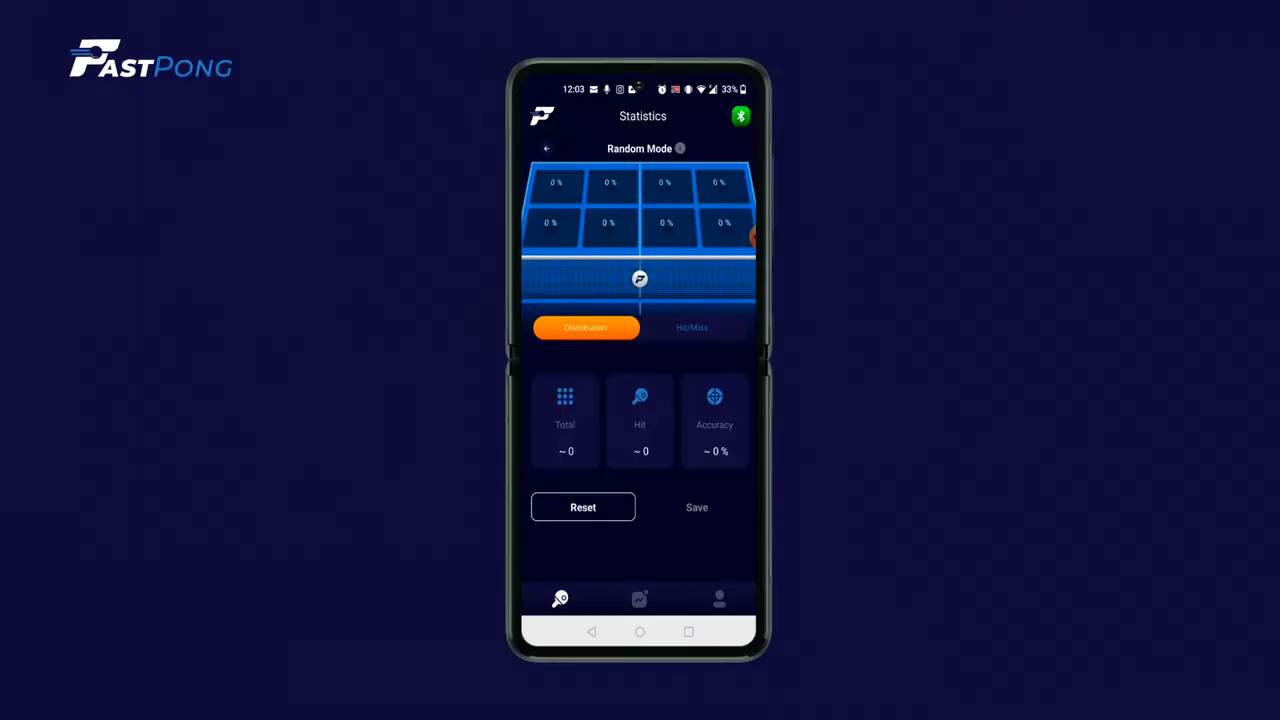 FASTPONG
12:03
33%
Statistics
Random Mode
0 % 0 % 0 % 0 %
0 % 0 % 0 % 0 %
Distribution Hit/Miss
Total Hit Accuracy
~ 0 ~ 0 ~ 0 %
Reset Save